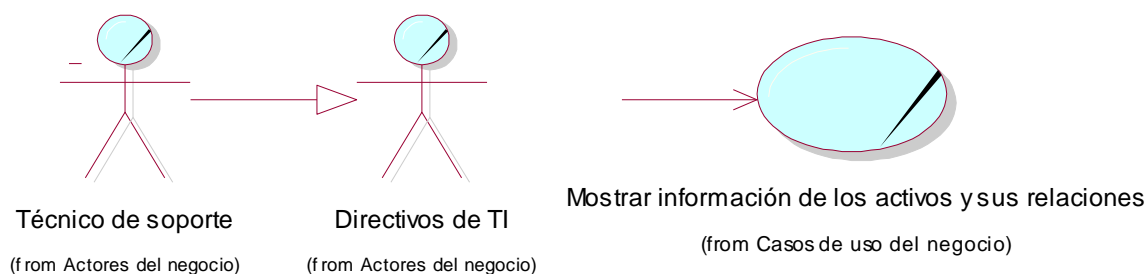 Técnico de soporte
(from Actores del negocio)
Directivos de TI
(from Actores del negocio)
Mostrar información de los activos y sus relaciones
(from Casos de uso del negocio)